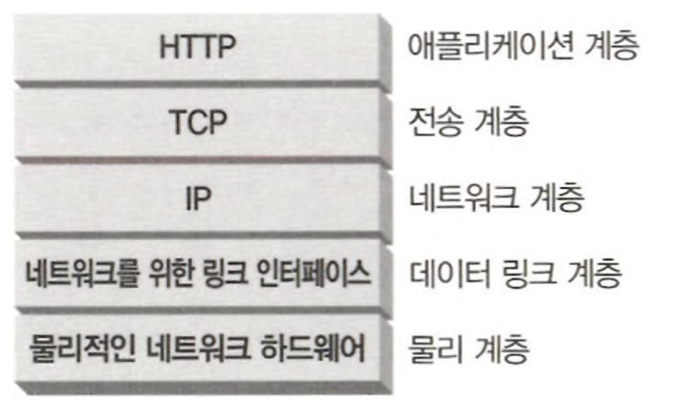 HTTP 애플리케이션 계층
TCP 전송 계층
IP 네트워크 계층
네트워크를 위한 링크 인터페이스 데이터 링크 계층
물리적인 네트워크 하드웨어 물리 계층